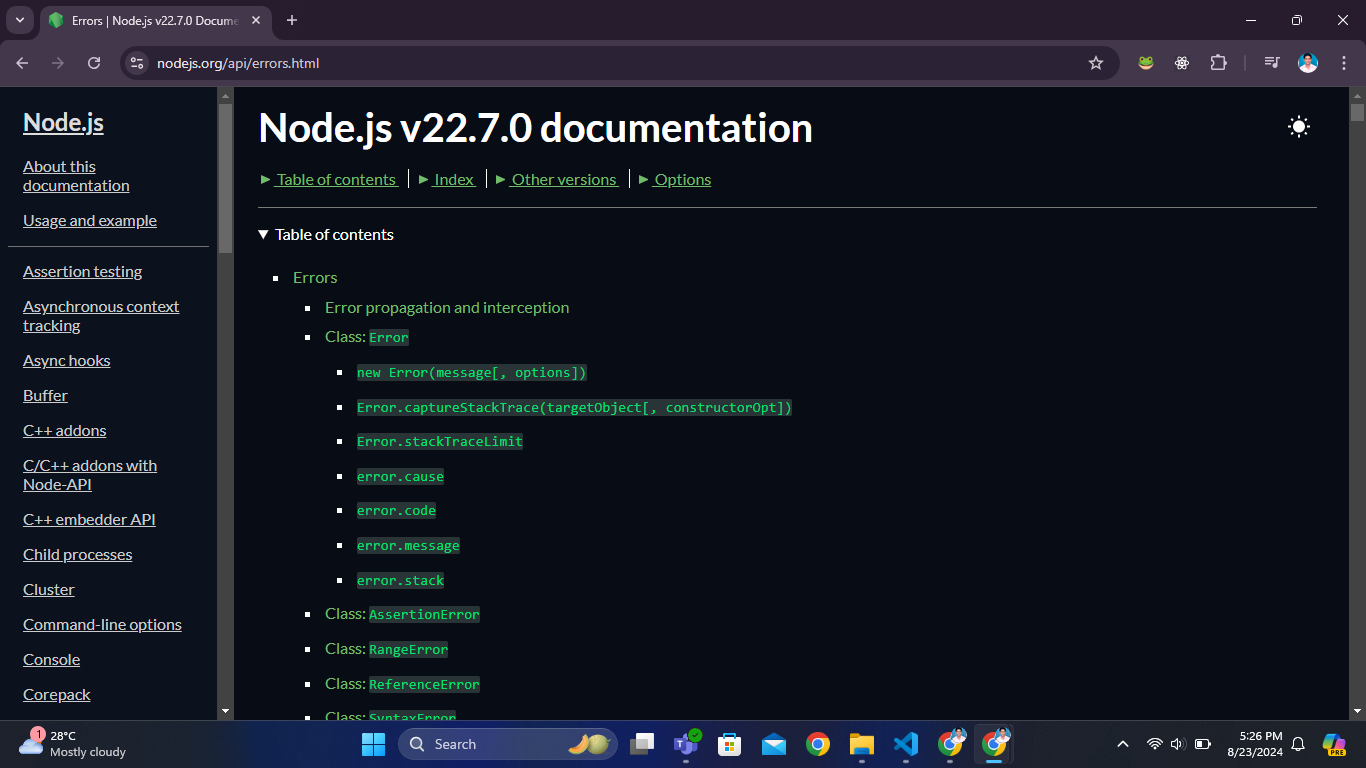 Errors | Node.js v22.7.0 Docume
nodejs.org/api/errors.html
Node.js
About this
documentation
Usage and example
Assertion testing
Asynchronous context
tracking
Async hooks
Buffer
C++ addons
C/C++ addons with
Node-API
C++ embedder API
Child processes
Cluster
Command-line options
Console
Corepack
Node.js v22.7.0 documentation
► Table of contents | ► Index | ► Other versions | ► Options
▼ Table of contents
Errors
Error propagation and interception
Class: Error
new Error(message[, options])
Error.captureStackTrace(targetObject[, constructorOpt])
Error.stackTraceLimit
error.cause
error.code
error.message
error.stack
Class: AssertionError
Class: RangeError
Class: ReferenceError
Class: SyntaxError
1
28°C
Mostly cloudy
Search
5:26 PM
8/23/2024
PRE